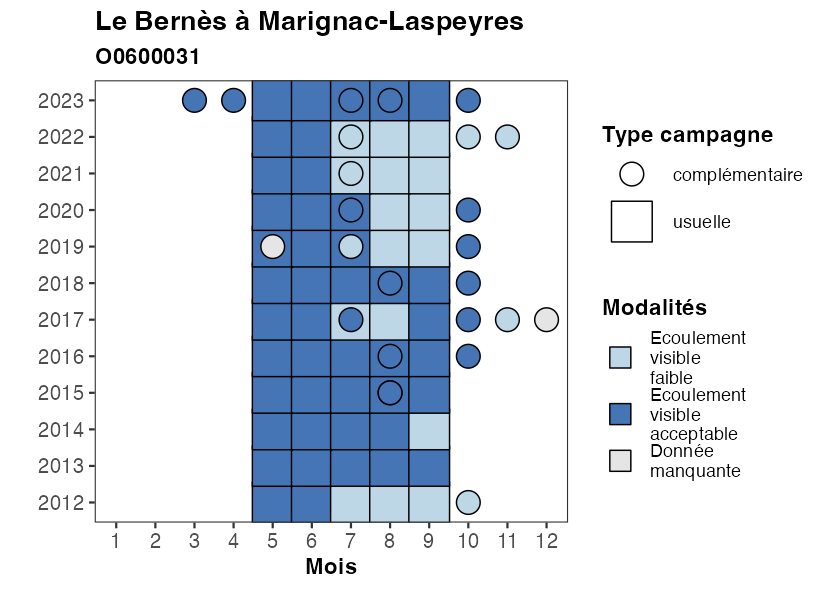 Le Bernès à Marignac-Laspeyres
O0600031
2023
2022
2021
2020
2019
2018
2017
2016
2015
2014
2013
2012
1 2 3 4 5 6 7 8 9 10 11 12
Mois
Type campagne
complémentaire
usuelle
Modalités
Ecoulement
visible
faible
Ecoulement
visible
acceptable
Donnée
manquante